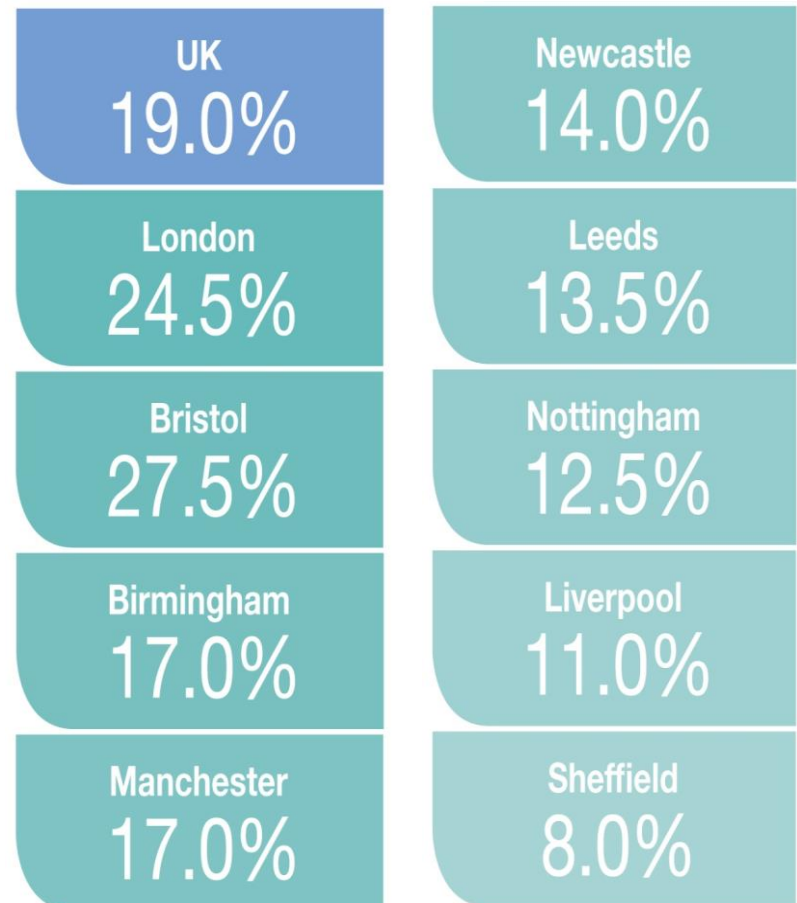 UK
19.0%
London
24.5%
Bristol
27.5%
Birmingham
17.0%
Manchester
17.0%
Newcastle
14.0%
Leeds
13.5%
Nottingham
12.5%
Liverpool
11.0%
Sheffield
8.0%